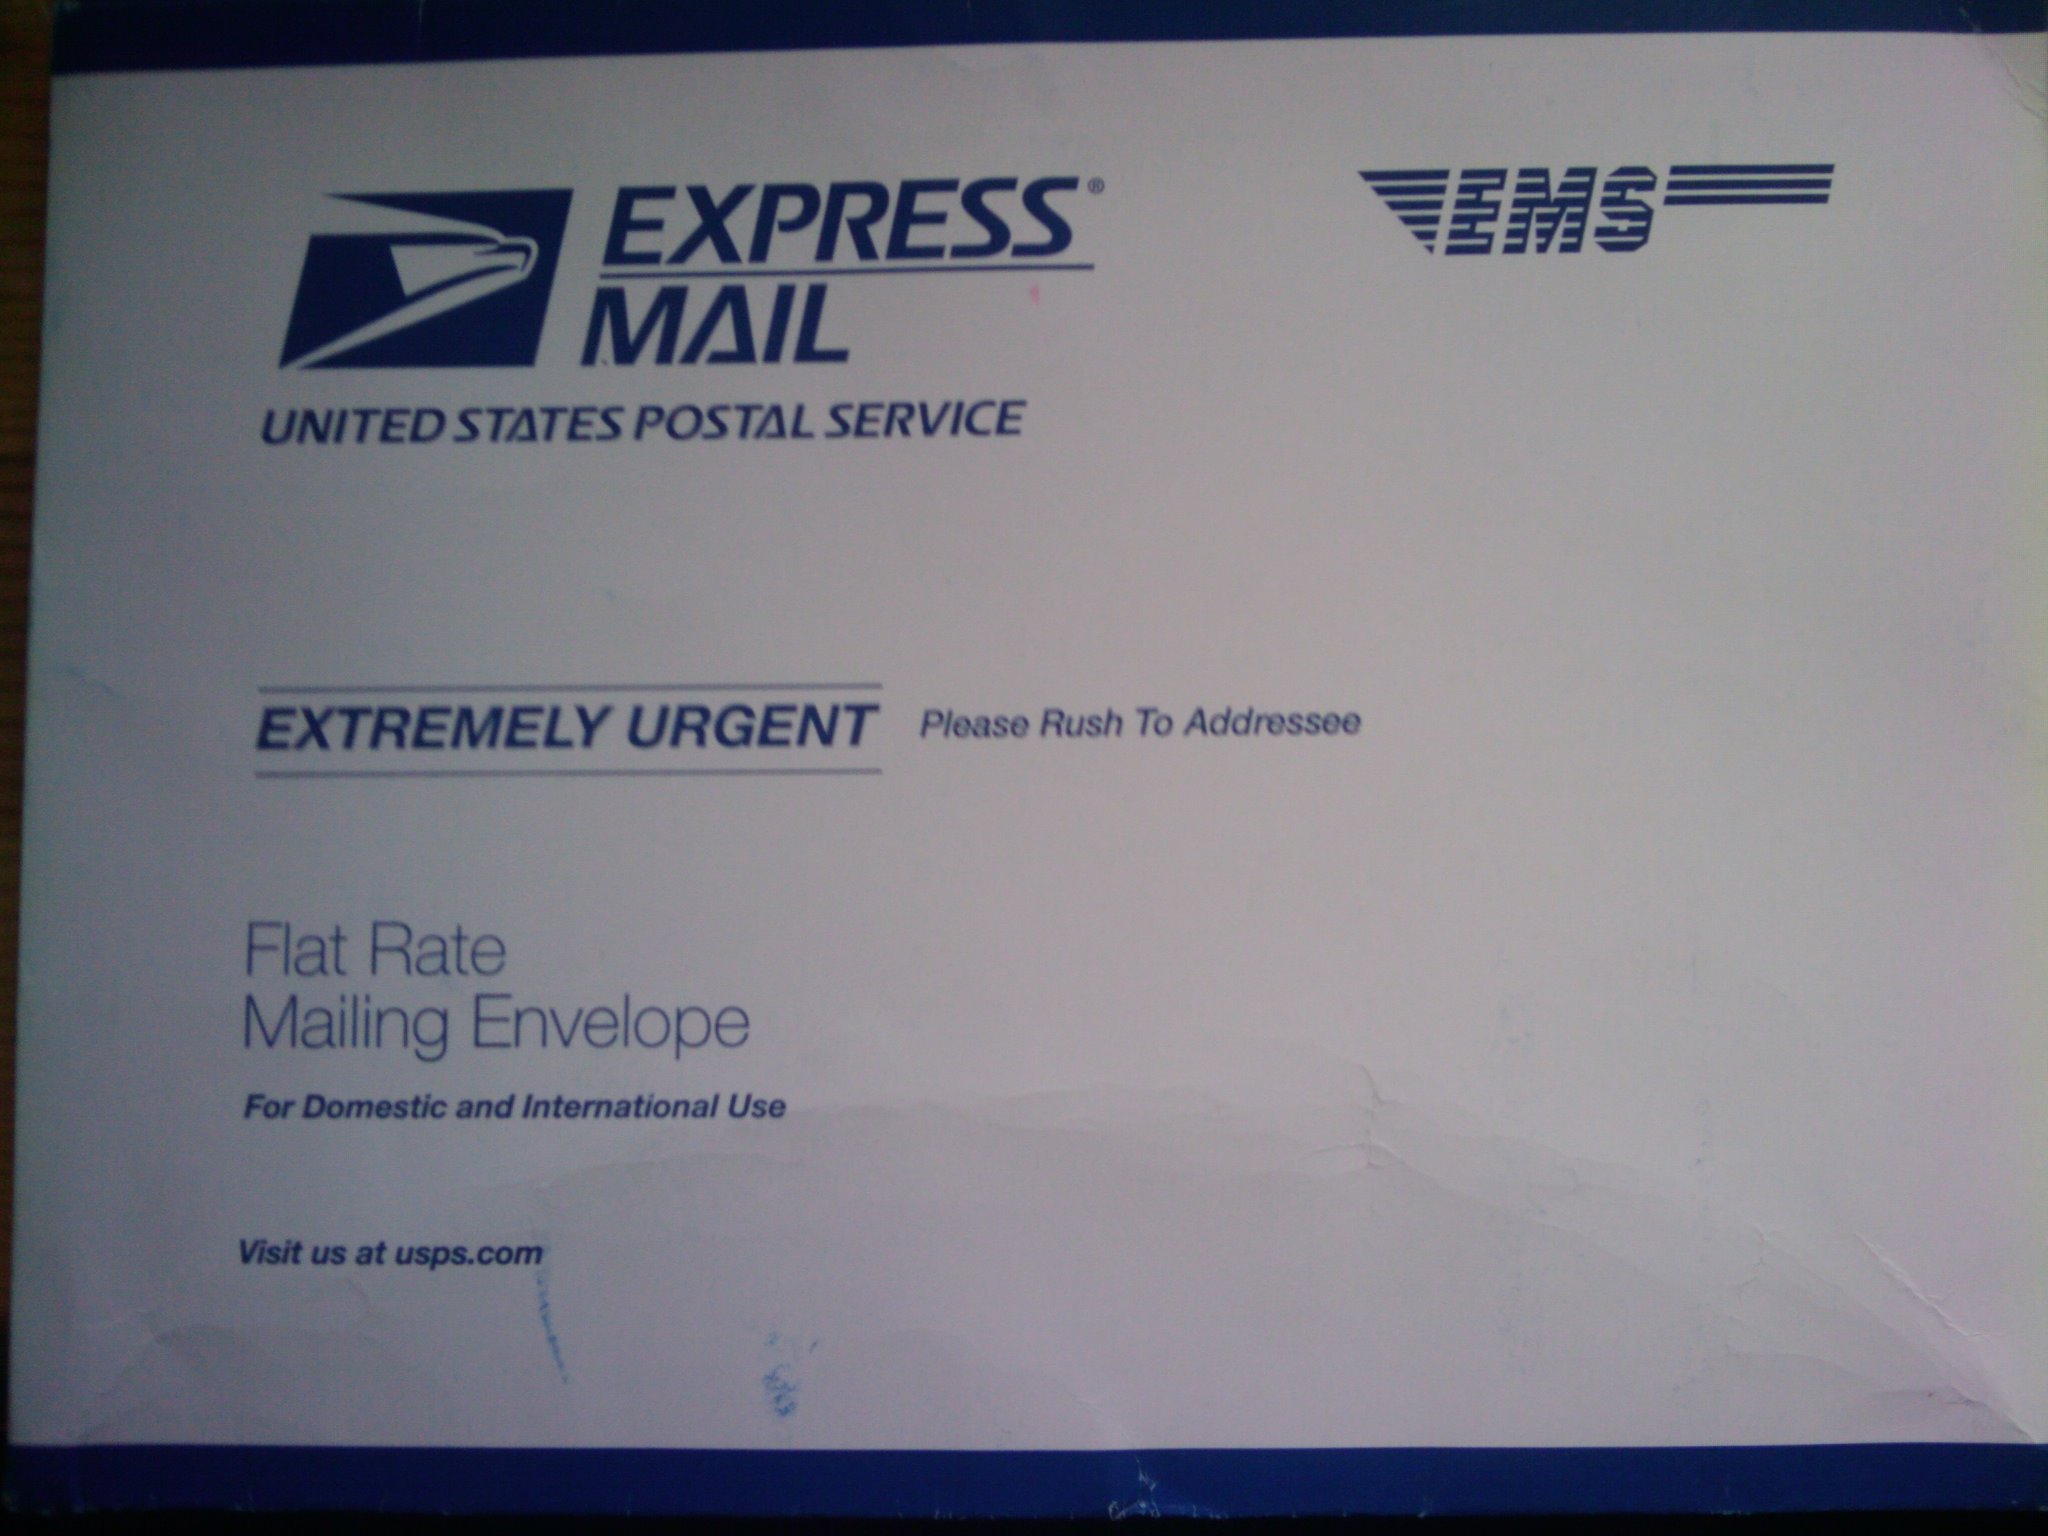 EXPRESS®
MAIL
UNITED STATES POSTAL SERVICE
EMS
EXTREMELY URGENT Please Rush To Addressee
Flat Rate
Mailing Envelope
For Domestic and International Use
Visit us at usps.com